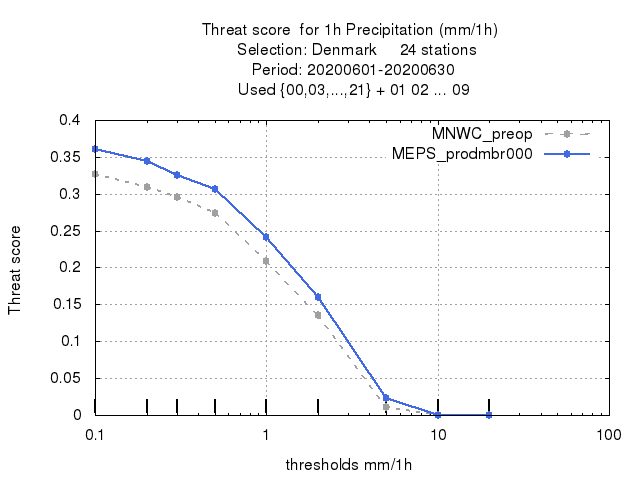 Threat score  for 1h Precipitation (mm/1h)
Selection: Denmark     24 stations
Period: 20200601-20200630
Used {00,03,...,21} + 01 02 ... 09
MNWC_preop
MEPS_prodmbr000
0.4
0.35
0.3
0.25
0.2
0.15
0.1
0.05
0
Threat score
0.1 1 10 100
thresholds mm/1h